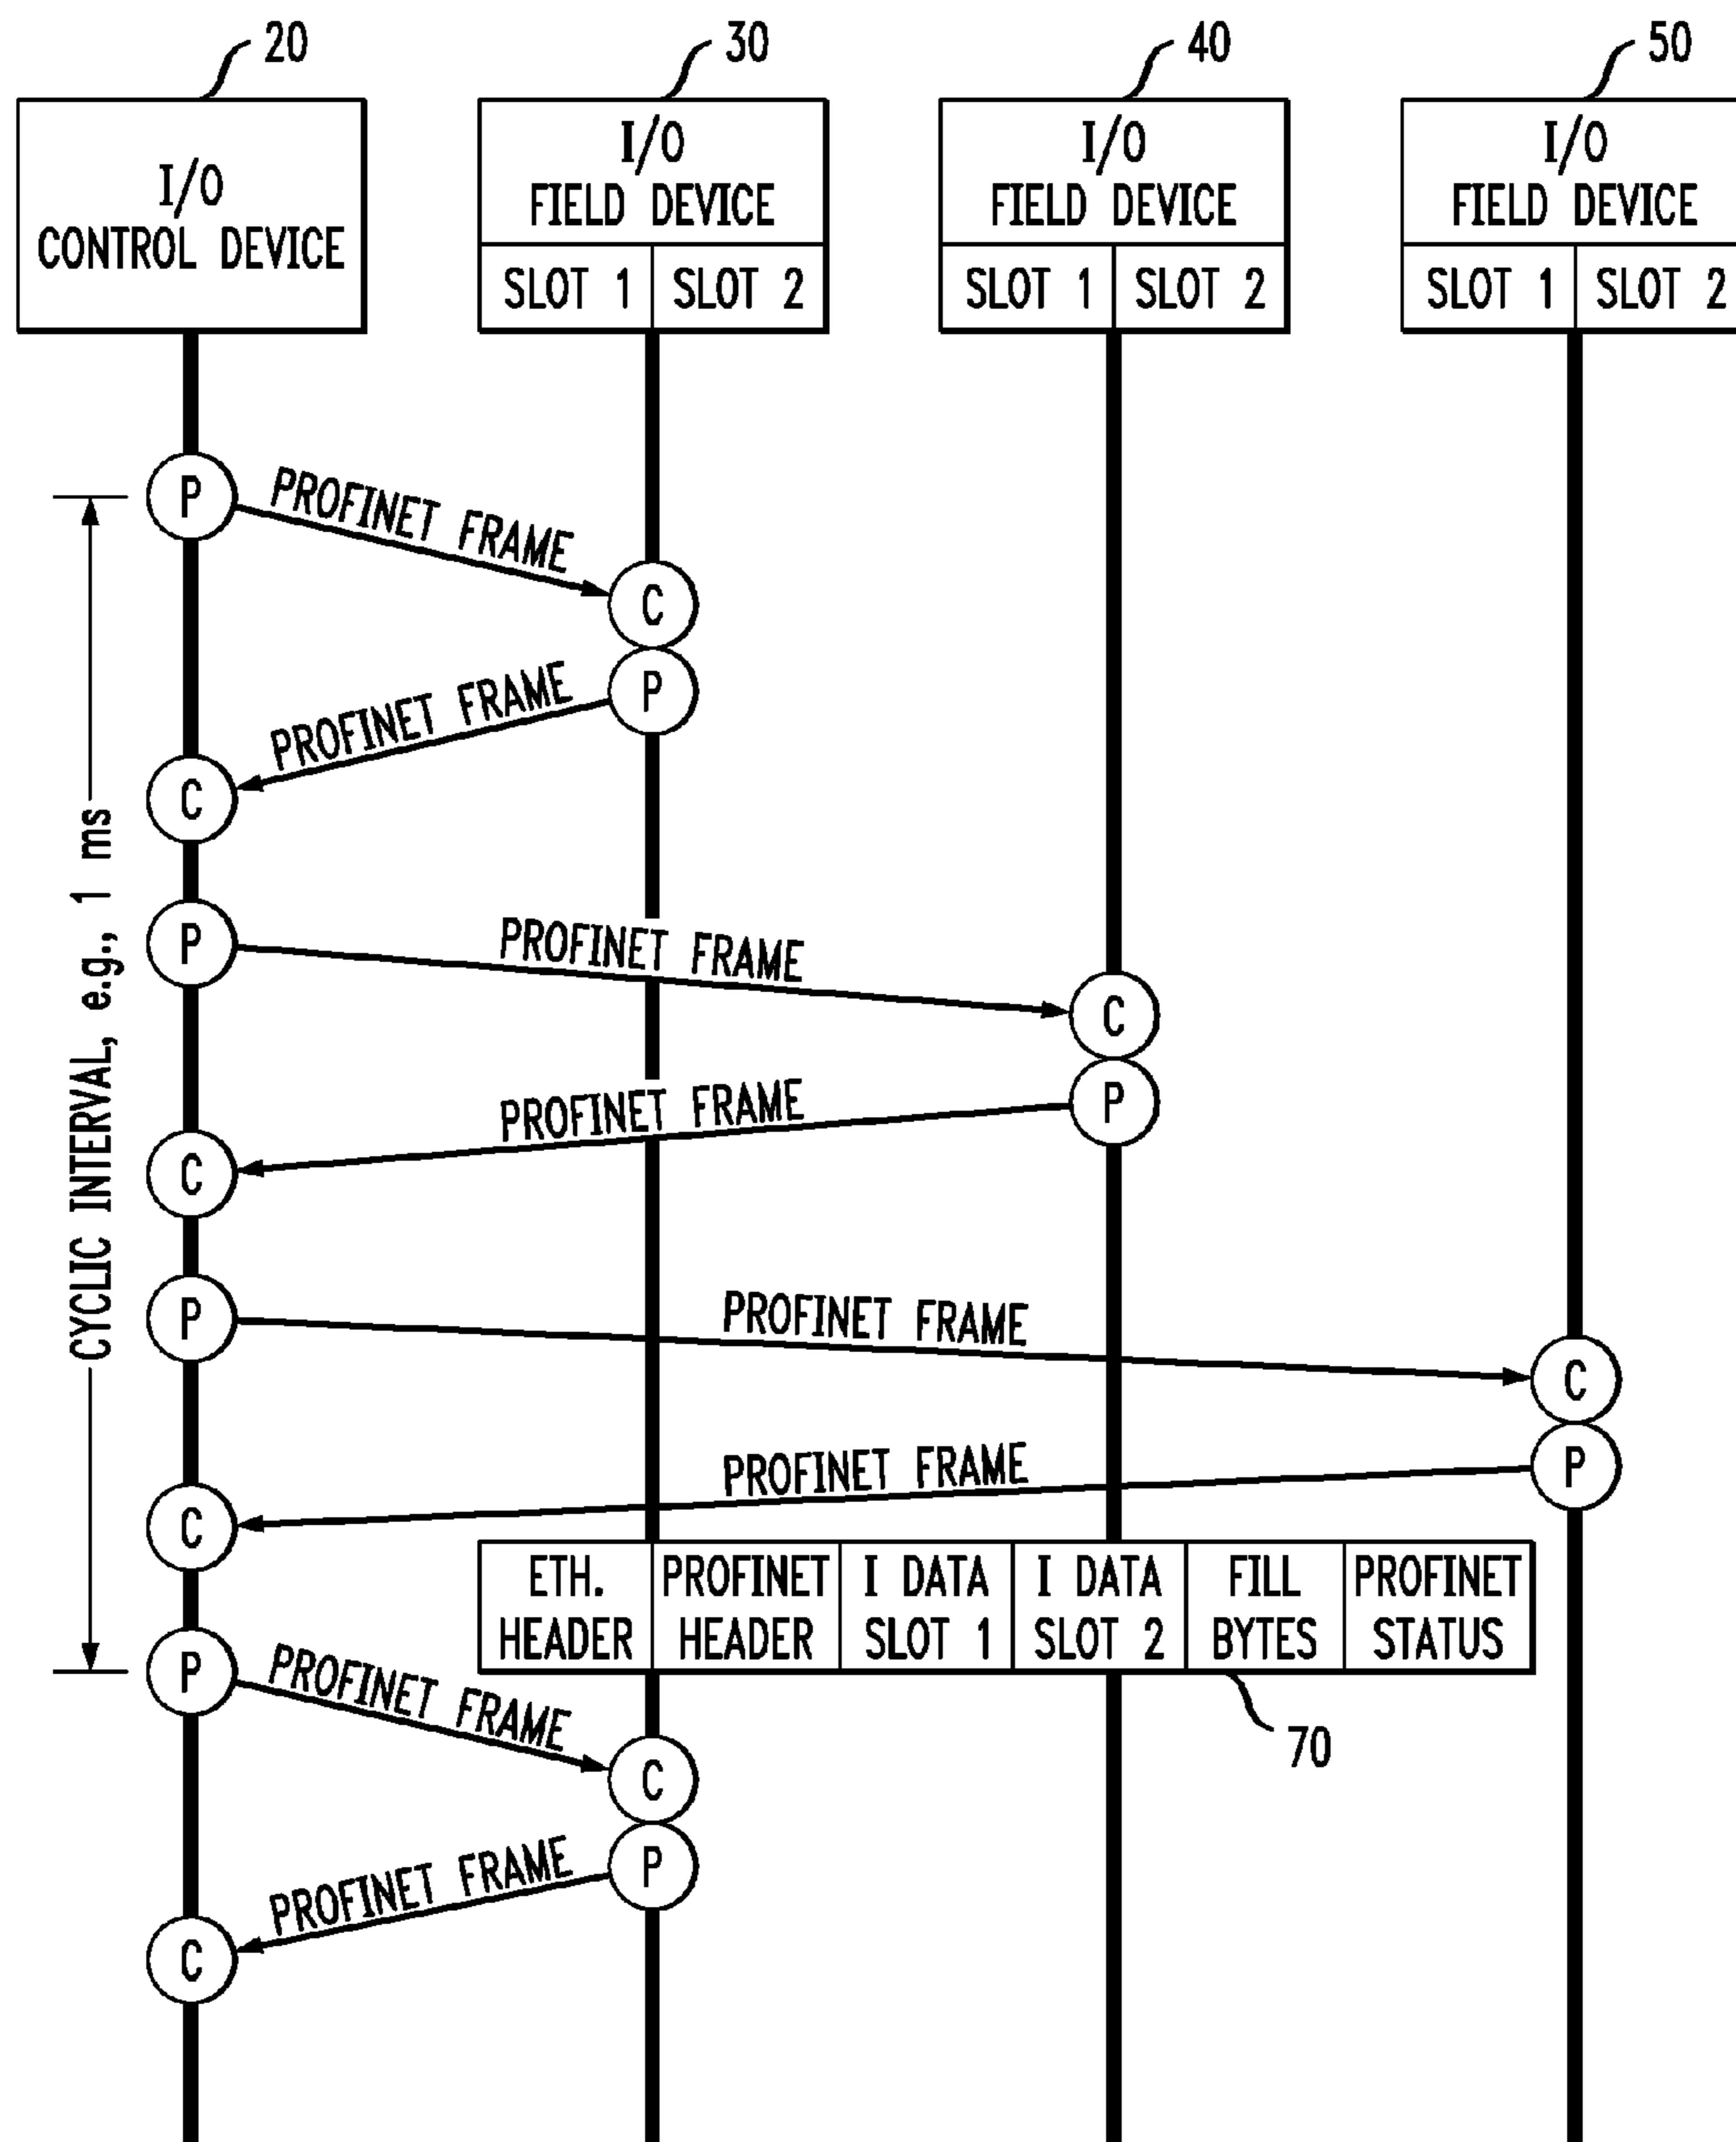 20
30
40
50
I/O
CONTROL DEVICE
I/O
FIELD DEVICE
SLOT 1
SLOT 2
I/O
FIELD DEVICE
SLOT 1
SLOT 2
I/O
FIELD DEVICE
SLOT 1
SLOT 2
CYCLIC INTERVAL, e.g., 1 ms
P
PROFINET FRAME
C
P
PROFINET FRAME
C
P
PROFINET FRAME
C
P
PROFINET FRAME
C
P
PROFINET FRAME
C
P
PROFINET FRAME
C
ETH.
HEADER
PROFINET
HEADER
I DATA
SLOT 1
I DATA
SLOT 2
FILL
BYTES
PROFINET
STATUS
70
P
PROFINET FRAME
C
P
PROFINET FRAME
C